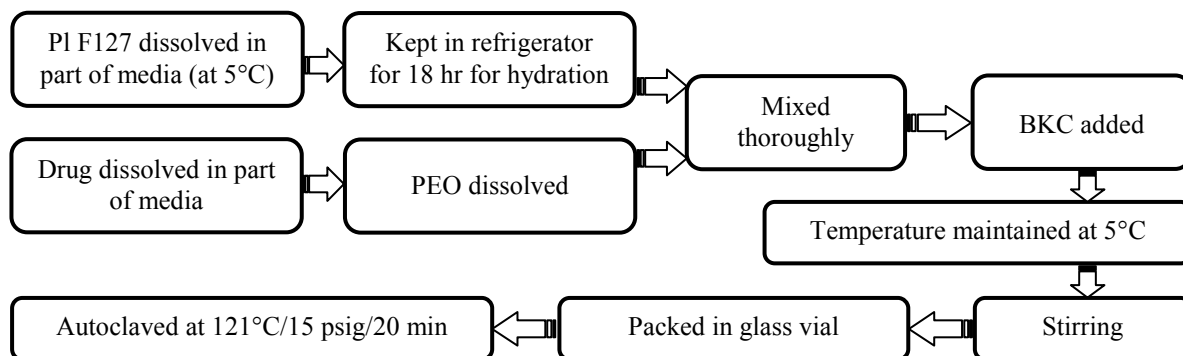 Pl F127 dissolved in
part of media (at 5°C)
Kept in refrigerator
for 18 hr for hydration
Drug dissolved in part
of media
PEO dissolved
Mixed
thoroughly
BKC added
Temperature maintained at 5°C
Stirring
Packed in glass vial
Autoclaved at 121°C/15 psig/20 min